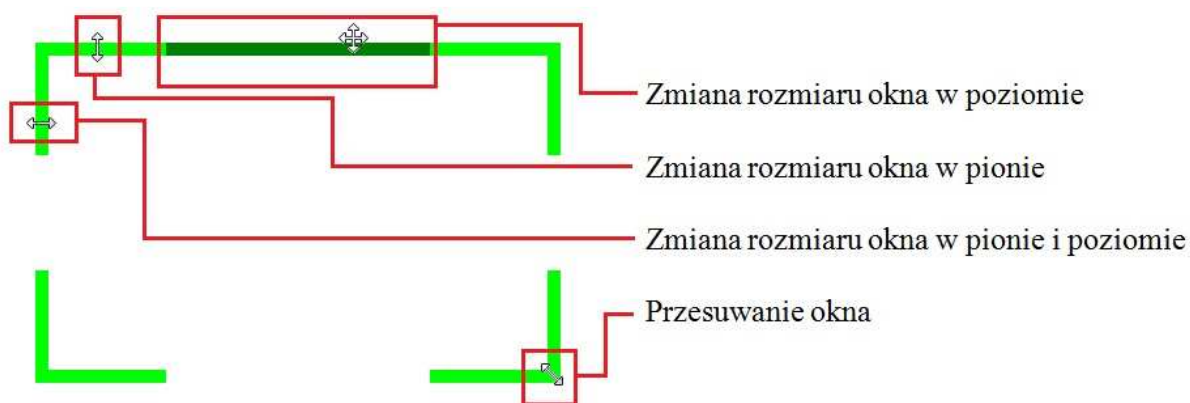 Zmiana rozmiaru okna w poziomie
Zmiana rozmiaru okna w pionie
Zmiana rozmiaru okna w pionie i poziomie
Przesuwanie okna